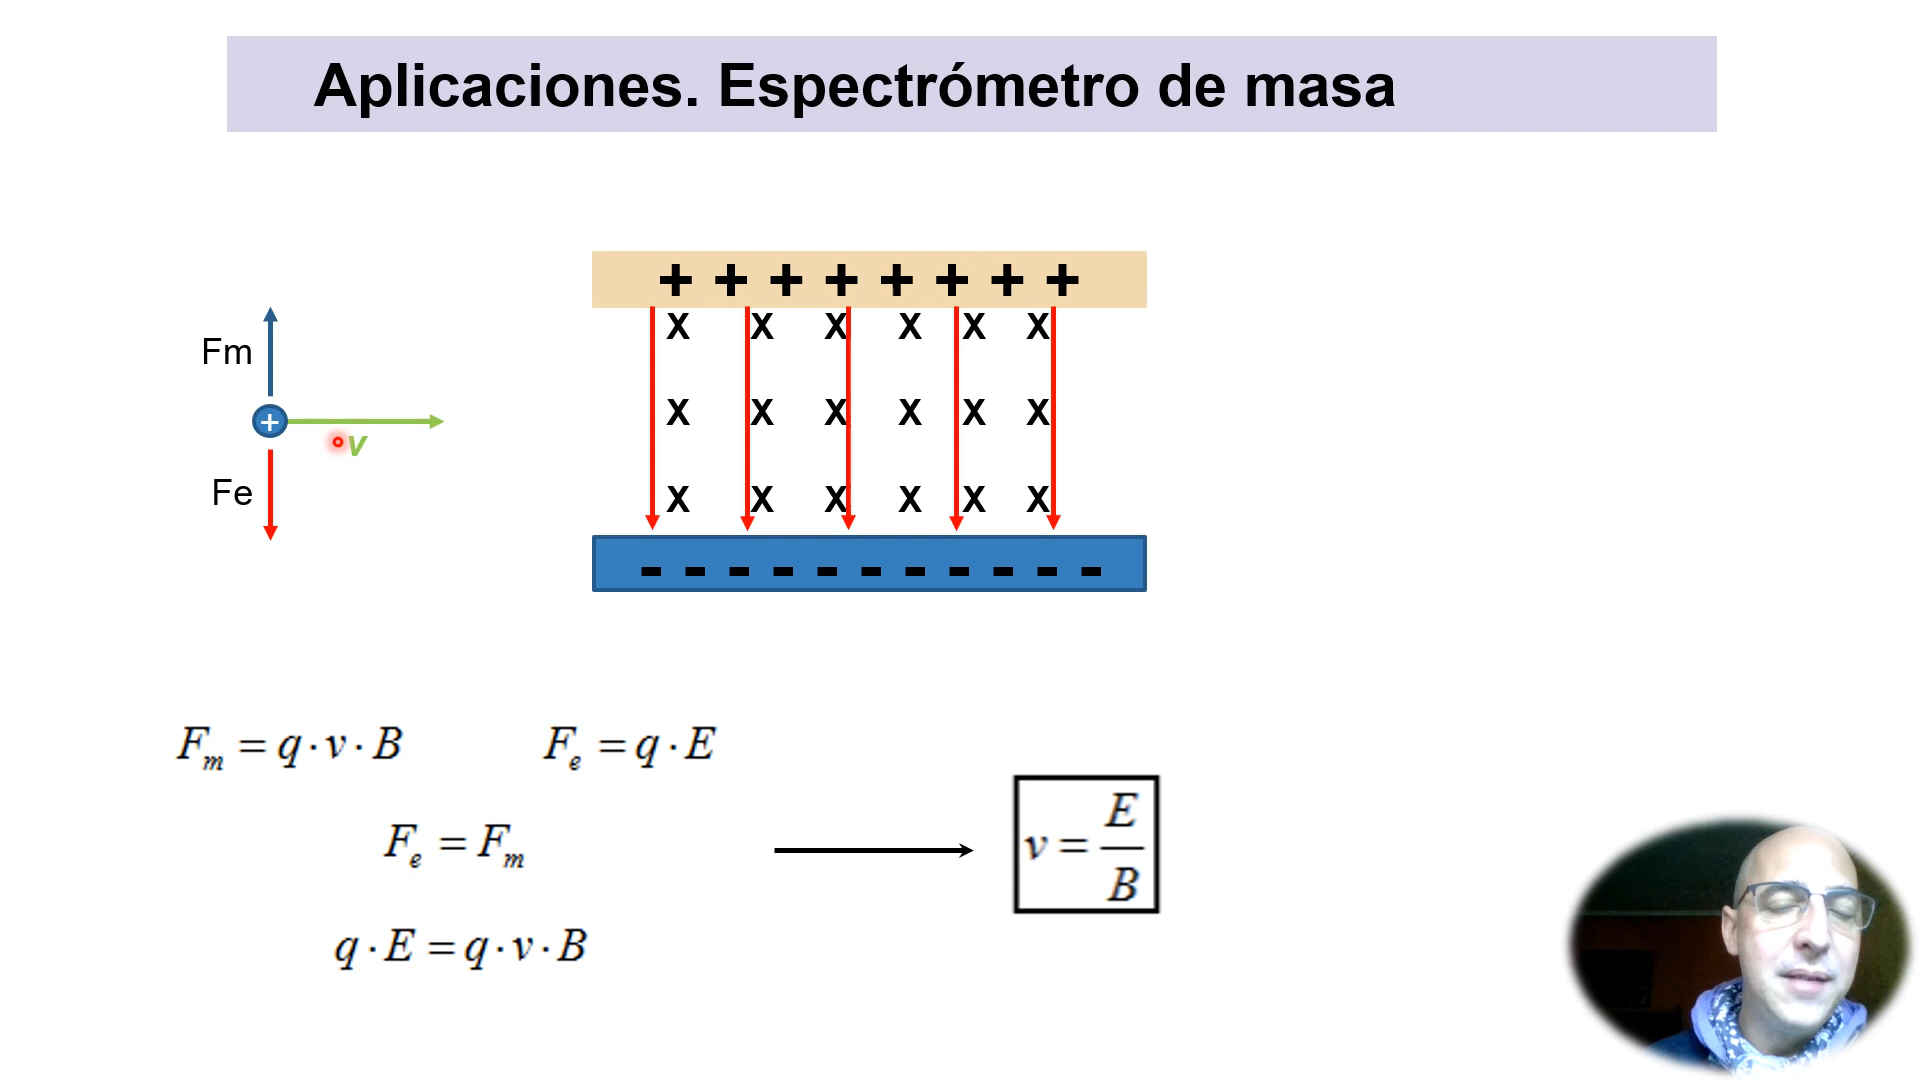 Aplicaciones. Espectrómetro de masa
+ + + + + + + +
x x x x x x
Fm
x x x x x x
+
v
Fe
x x x x x x
- - - - - - - - - - -
F_m = q · v · B
F_e = q · E
F_e = F_m
v = E/B
q · E = q · v · B